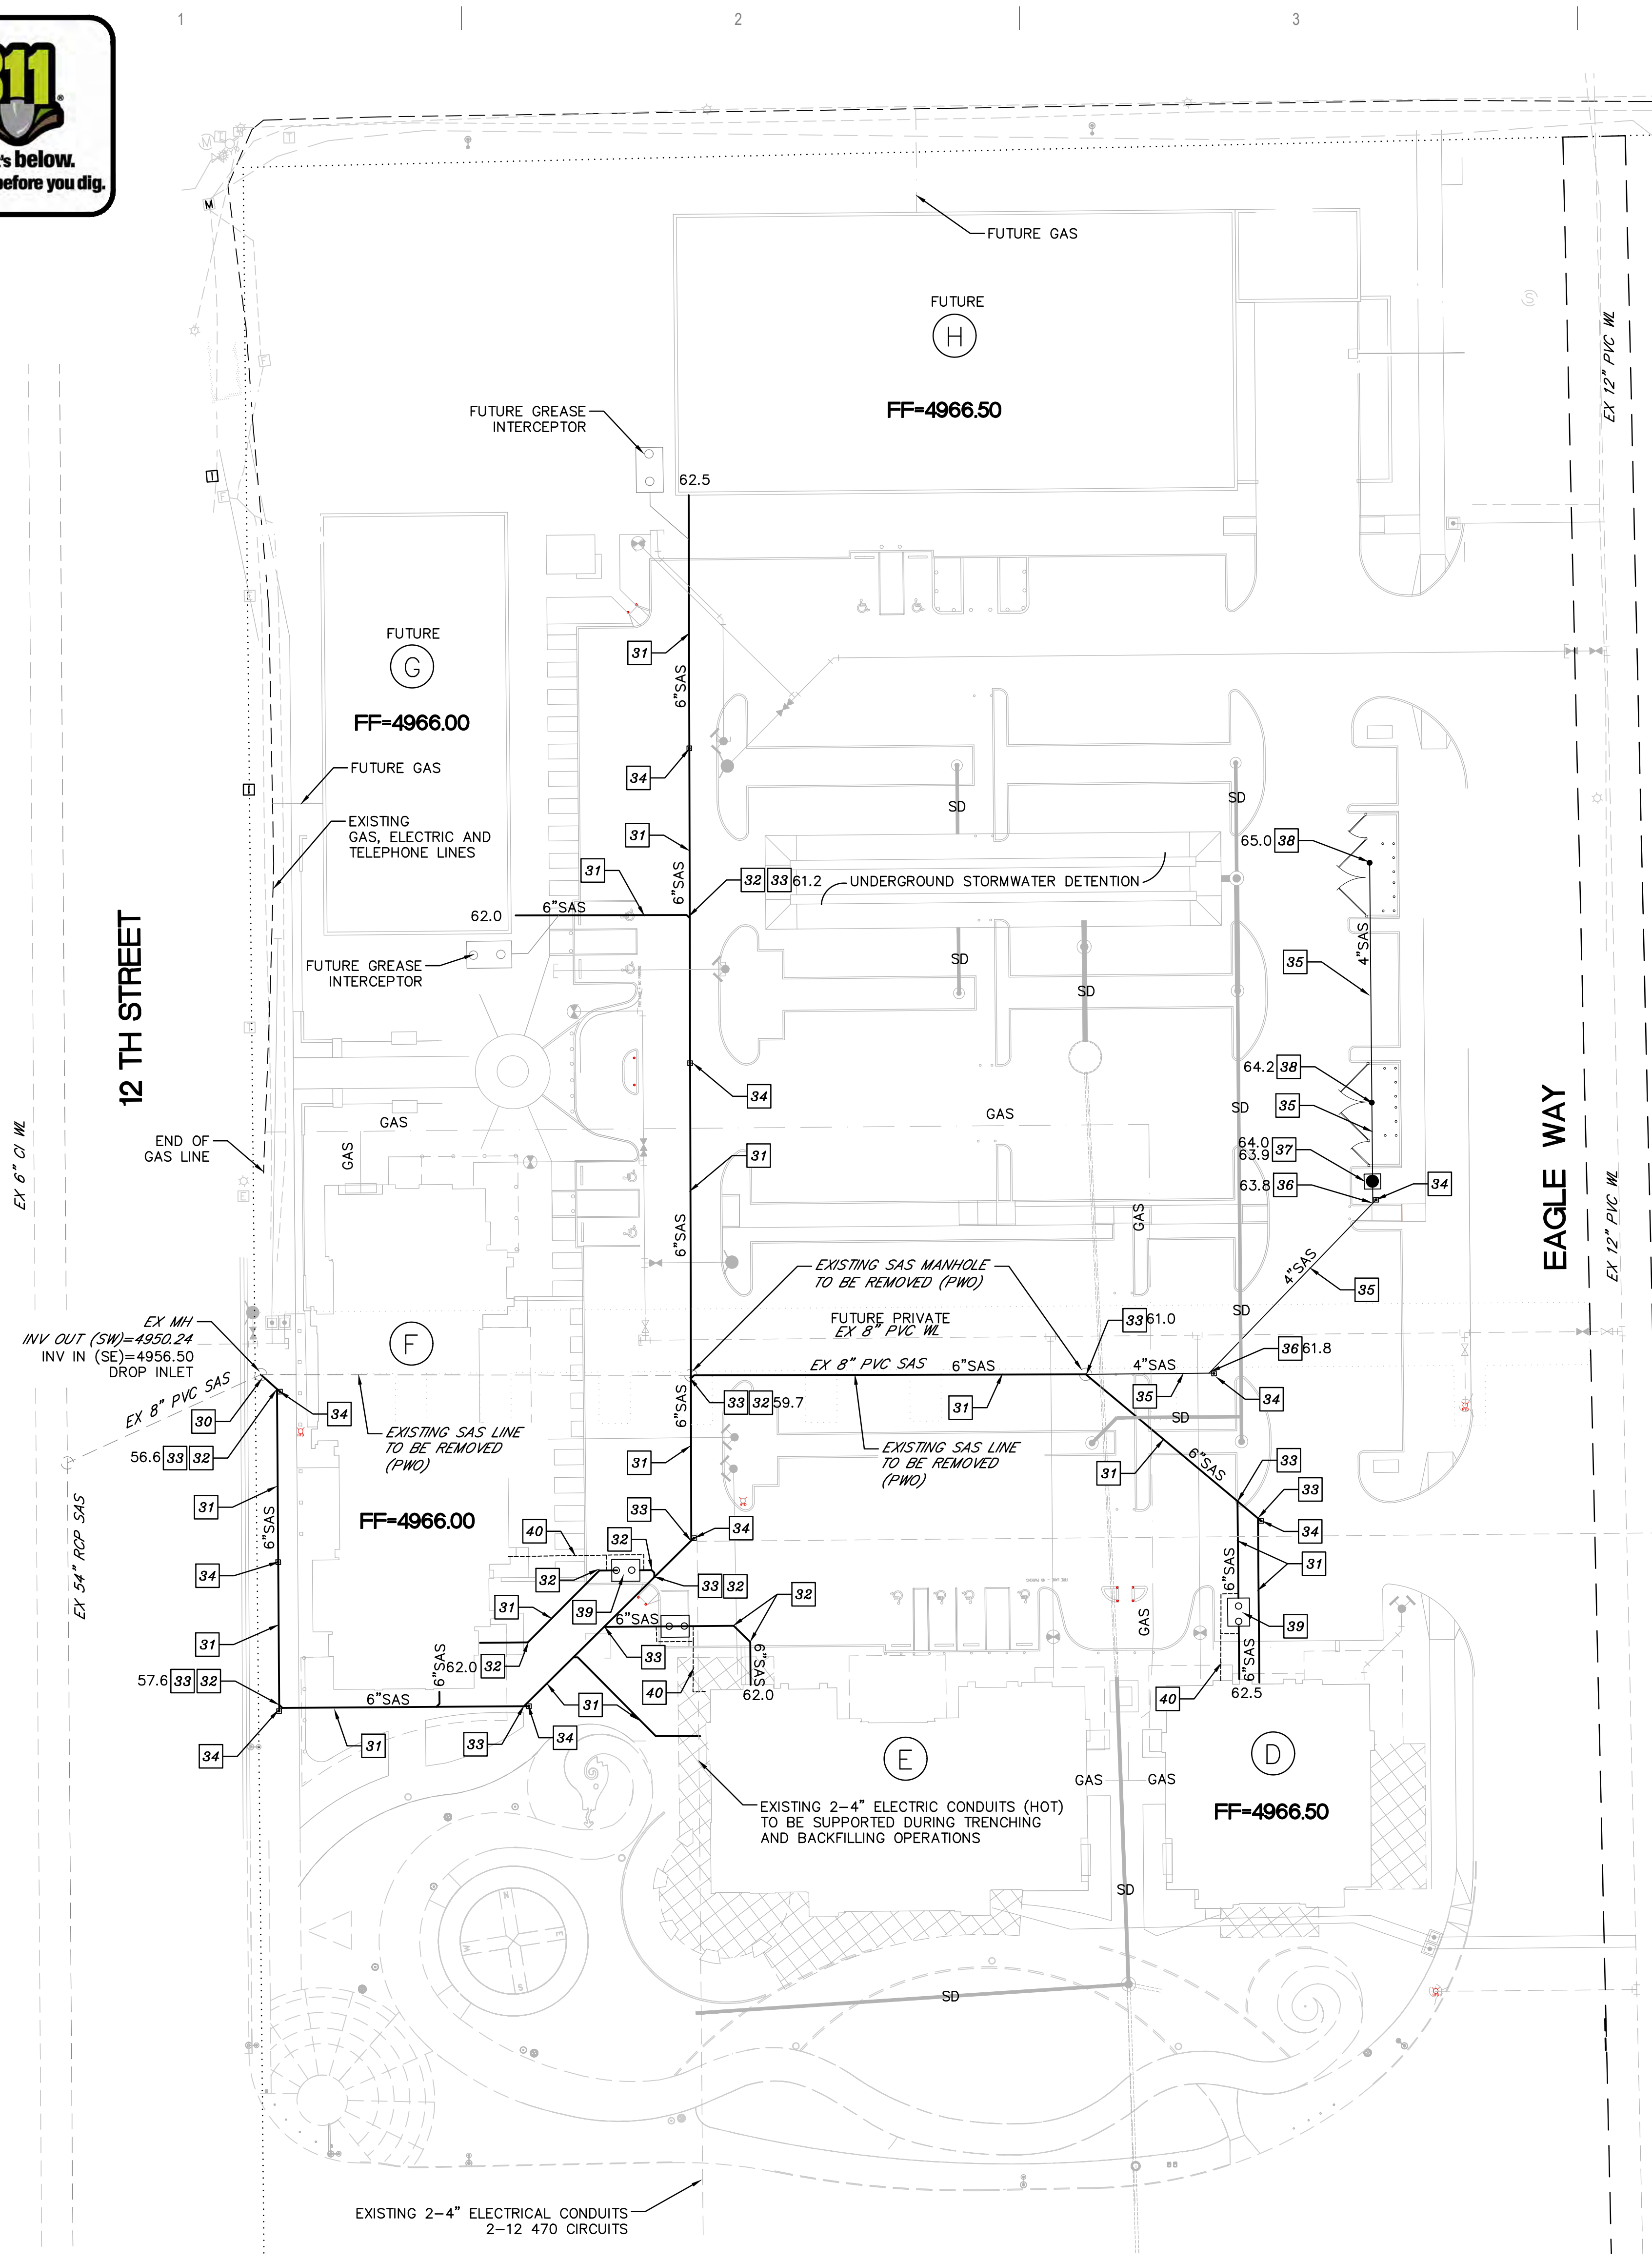 1
2
3
811
's below.
before you dig.
M
T
T
M
FUTURE GAS
FUTURE
H
FF=4966.50
EX 12" PVC WL
S
F
FUTURE GREASE
INTERCEPTOR
62.5
I
F
FUTURE
G
FF=4966.00
31
6"SAS
FUTURE GAS
34
I
EXISTING
GAS, ELECTRIC AND
TELEPHONE LINES
31
6"SAS
SD
SD
65.0 38
31
32 33 61.2
UNDERGROUND STORMWATER DETENTION
62.0
6"SAS
4"SAS
12 TH STREET
FUTURE GREASE
INTERCEPTOR
SD
SD
35
64.2 38
34
35
SD
GAS
GAS
GAS
END OF
GAS LINE
EX 6" CI WL
E
31
64.0
63.9 37
63.8 36
34
EAGLE WAY
EX 12" PVC WL
6"SAS
GAS
EXISTING SAS MANHOLE
TO BE REMOVED (PWO)
4"SAS
35
SD
EX MH
INV OUT (SW)=4950.24
INV IN (SE)=4956.50
DROP INLET
F
FUTURE PRIVATE
EX 8" PVC WL
33 61.0
36 61.8
EX 8" PVC SAS
6"SAS
4"SAS
EX 8" PVC SAS
30
34
6"SAS
33 32 59.7
31
35
34
SD
56.6 33 32
EXISTING SAS LINE
TO BE REMOVED
(PWO)
EXISTING SAS LINE
TO BE REMOVED
(PWO)
31
31
6"SAS
33
33
31
EX 54" RCP SAS
6"SAS
FF=4966.00
40
33
32
34
34
31
34
32
33 32
6"SAS
31
39
6"SAS
32
GAS
39
31
6"SAS
62.0 32
33
6"SAS
6"SAS
57.6 33 32
6"SAS
40
62.0
40
62.5
31
34
31
33
34
E
D
GAS
GAS
EXISTING 2-4" ELECTRIC CONDUITS (HOT)
TO BE SUPPORTED DURING TRENCHING
AND BACKFILLING OPERATIONS
FF=4966.50
SD
N
E
S
W
SD
EXISTING 2-4" ELECTRICAL CONDUITS
2-12 470 CIRCUITS